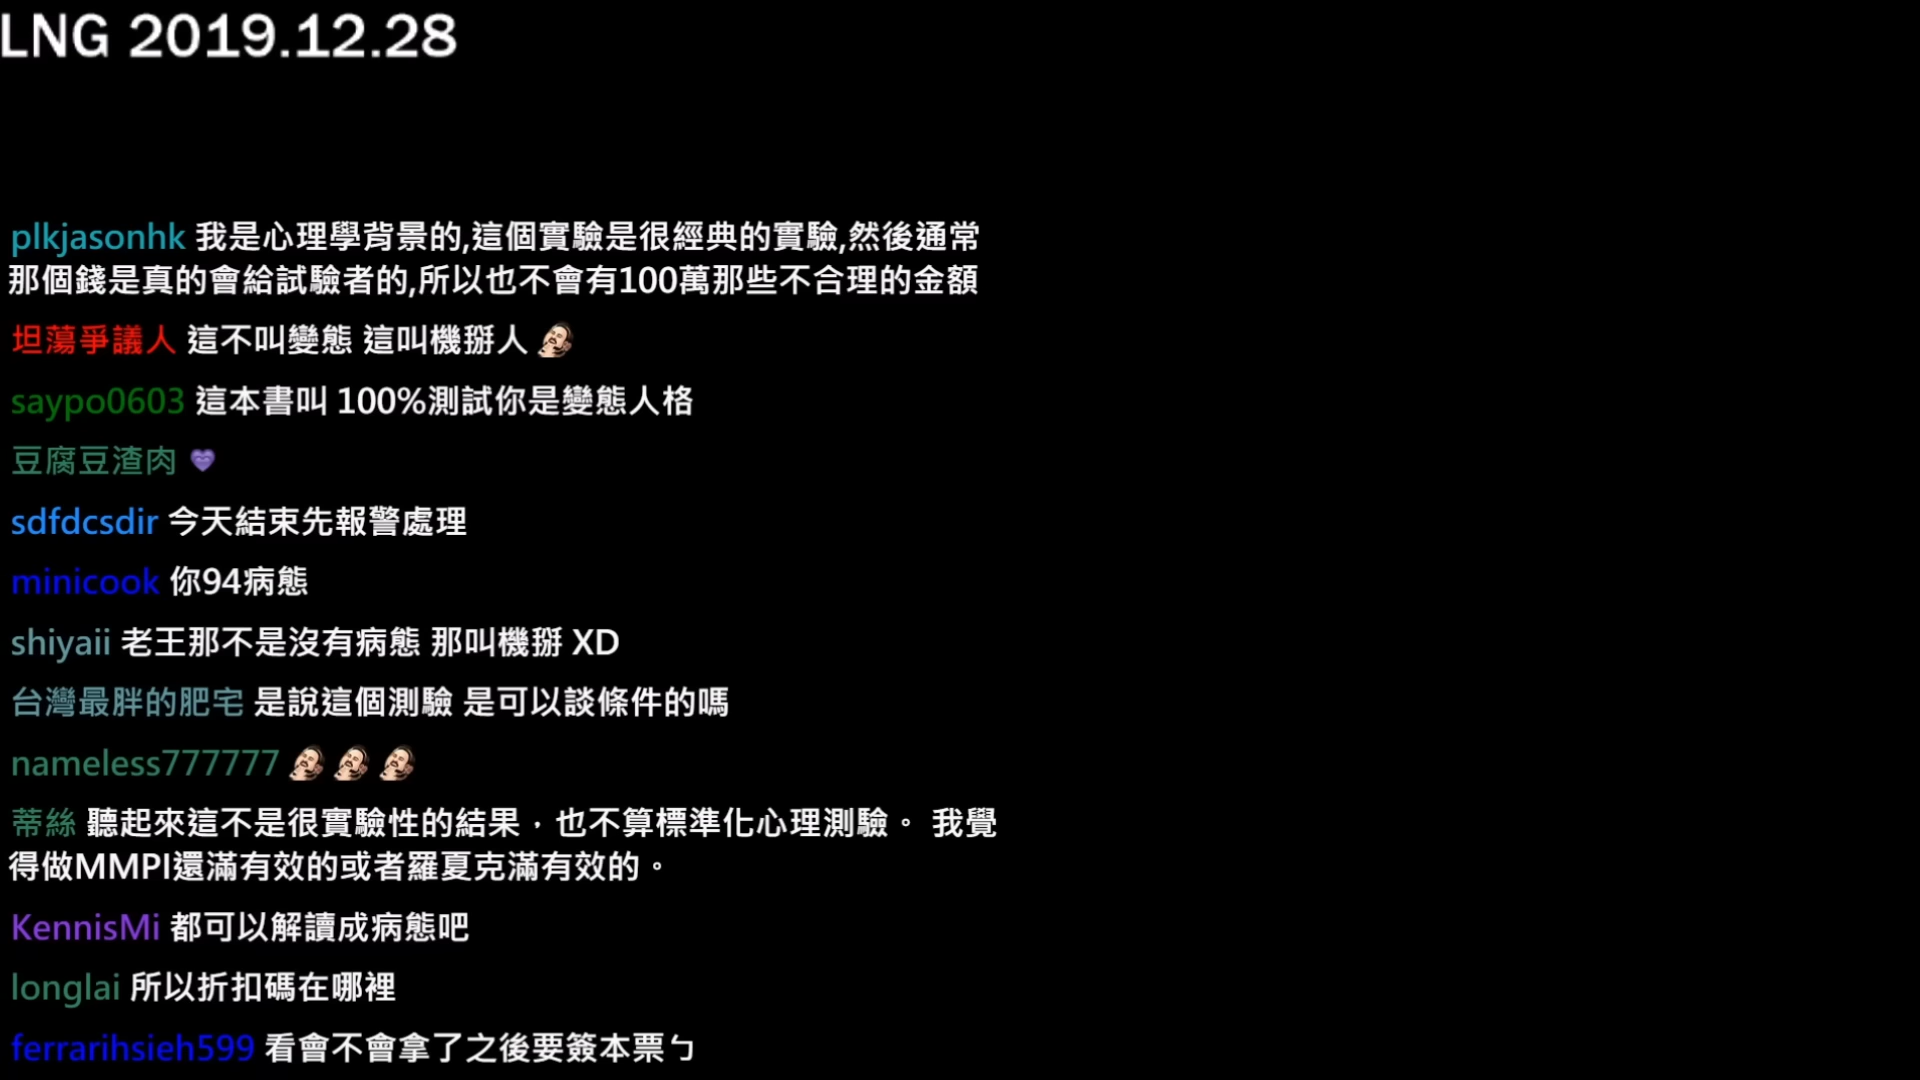 LNG 2019.12.28
plkjasonhk 我是心理學背景的,這個實驗是很經典的實驗,然後通常
那個錢是真的會給試驗者的,所以也不會有100萬那些不合理的金額
坦蕩爭議人 這不叫變態 這叫機掰人
saypo0603 這本書叫 100%測試你是變態人格
豆腐豆渣肉
sdfdcsdir 今天結束先報警處理
minicook 你94病態
shiyaii 老王那不是沒有病態 那叫機掰 XD
台灣最胖的肥宅 是說這個測驗 是可以談條件的嗎
nameless777777
蒂絲 聽起來這不是很實驗性的結果，也不算標準化心理測驗。 我覺
得做MMPI還滿有效的或者羅夏克滿有效的。
KennisMi 都可以解讀成病態吧
longlai 所以折扣碼在哪裡
ferrarihsieh599 看會不會拿了之後要簽本票ㄅ